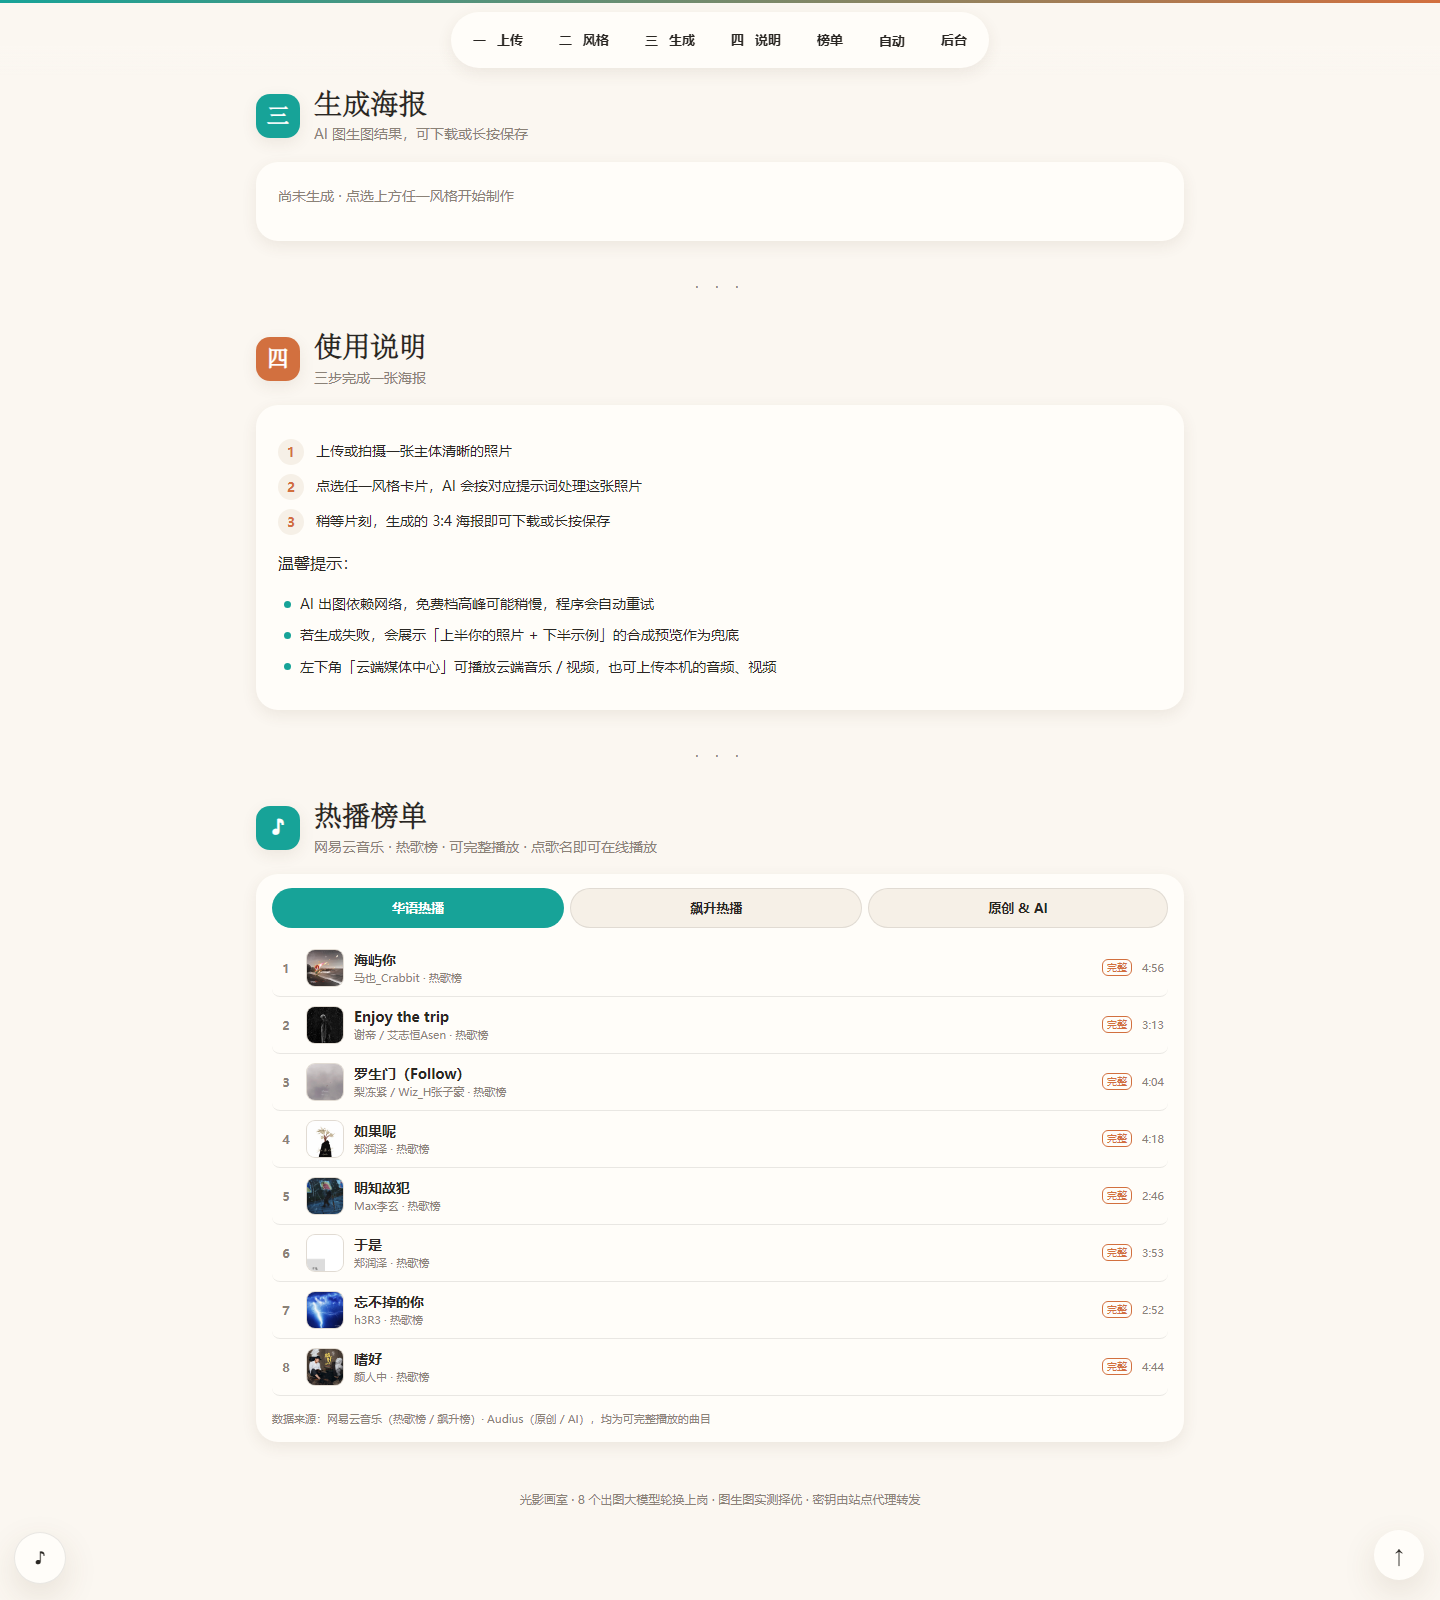 一 上传 二 风格 三 生成 四 说明 榜单 自动 后台
三 生成海报
AI 图生图结果，可下载或长按保存
尚未生成 · 点选上方任一风格开始制作
· · ·
四 使用说明
三步完成一张海报
1 上传或拍摄一张主体清晰的照片
2 点选任一风格卡片，AI 会按对应提示词处理这张照片
3 稍等片刻，生成的 3:4 海报即可下载或长按保存
温馨提示：
AI 出图依赖网络，免费档高峰可能稍慢，程序会自动重试
若生成失败，会展示「上半你的照片 + 下半示例」的合成预览作为兜底
左下角「云端媒体中心」可播放云端音乐 / 视频，也可上传本机的音频、视频
· · ·
♪ 热播榜单
网易云音乐 · 热歌榜 · 可完整播放 · 点歌名即可在线播放
华语热播 飙升热播 原创 & AI
1 海屿你 完整 4:56
马也_Crabbit · 热歌榜
2 Enjoy the trip 完整 3:13
谢帝 / 艾志恒Asen · 热歌榜
3 罗生门（Follow） 完整 4:04
梨冻紧 / Wiz_H张子豪 · 热歌榜
4 如果呢 完整 4:18
郑润泽 · 热歌榜
5 明知故犯 完整 2:46
Max李玄 · 热歌榜
6 于是 完整 3:53
郑润泽 · 热歌榜
7 忘不掉的你 完整 2:52
h3R3 · 热歌榜
8 嗜好 完整 4:44
颜人中 · 热歌榜
数据来源：网易云音乐（热歌榜 / 飙升榜）· Audius（原创 / AI），均为可完整播放的曲目
光影画室 · 8 个出图大模型轮换上岗 · 图生图实测择优 · 密钥由站点代理转发
♪ ↑